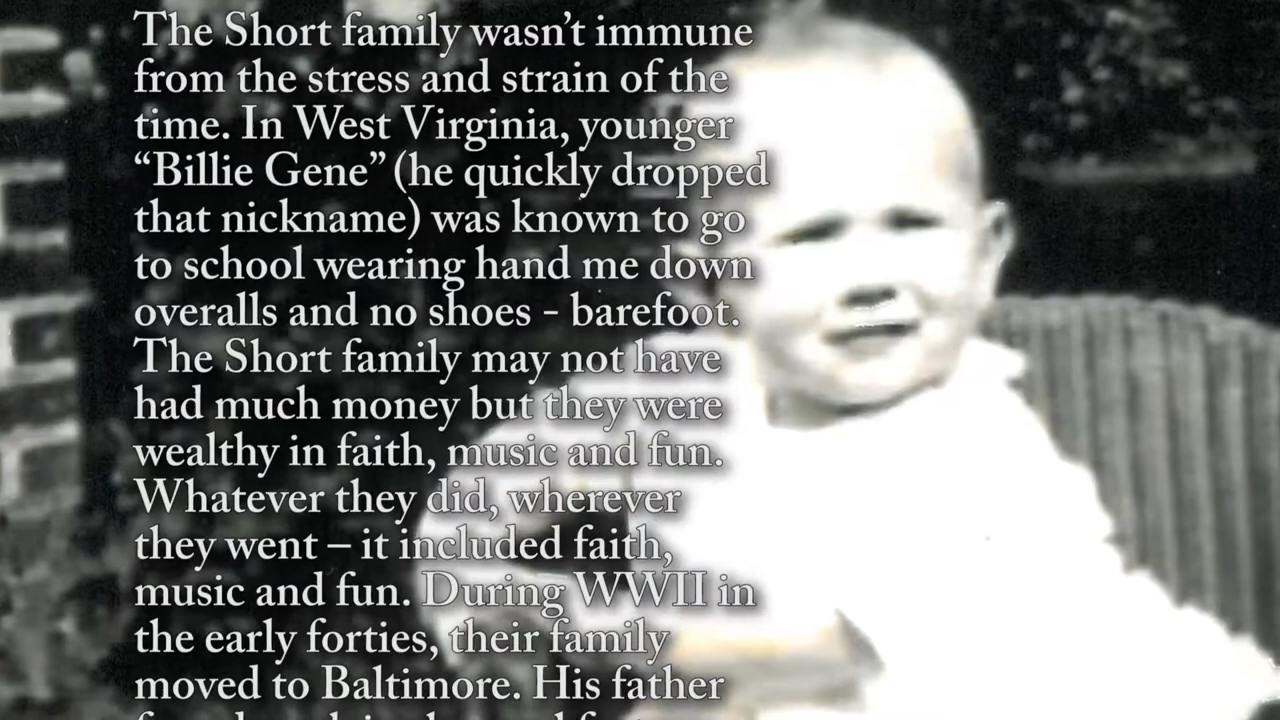 The Short family wasn’t immune
from the stress and strain of the
time. In West Virginia, younger
“Billie Gene” (he quickly dropped
that nickname) was known to go
to school wearing hand me down
overalls and no shoes - barefoot.
The Short family may not have
had much money but they were
wealthy in faith, music and fun.
Whatever they did, wherever
they went – it included faith,
music and fun. During WWII in
the early forties, their family
moved to Baltimore. His father